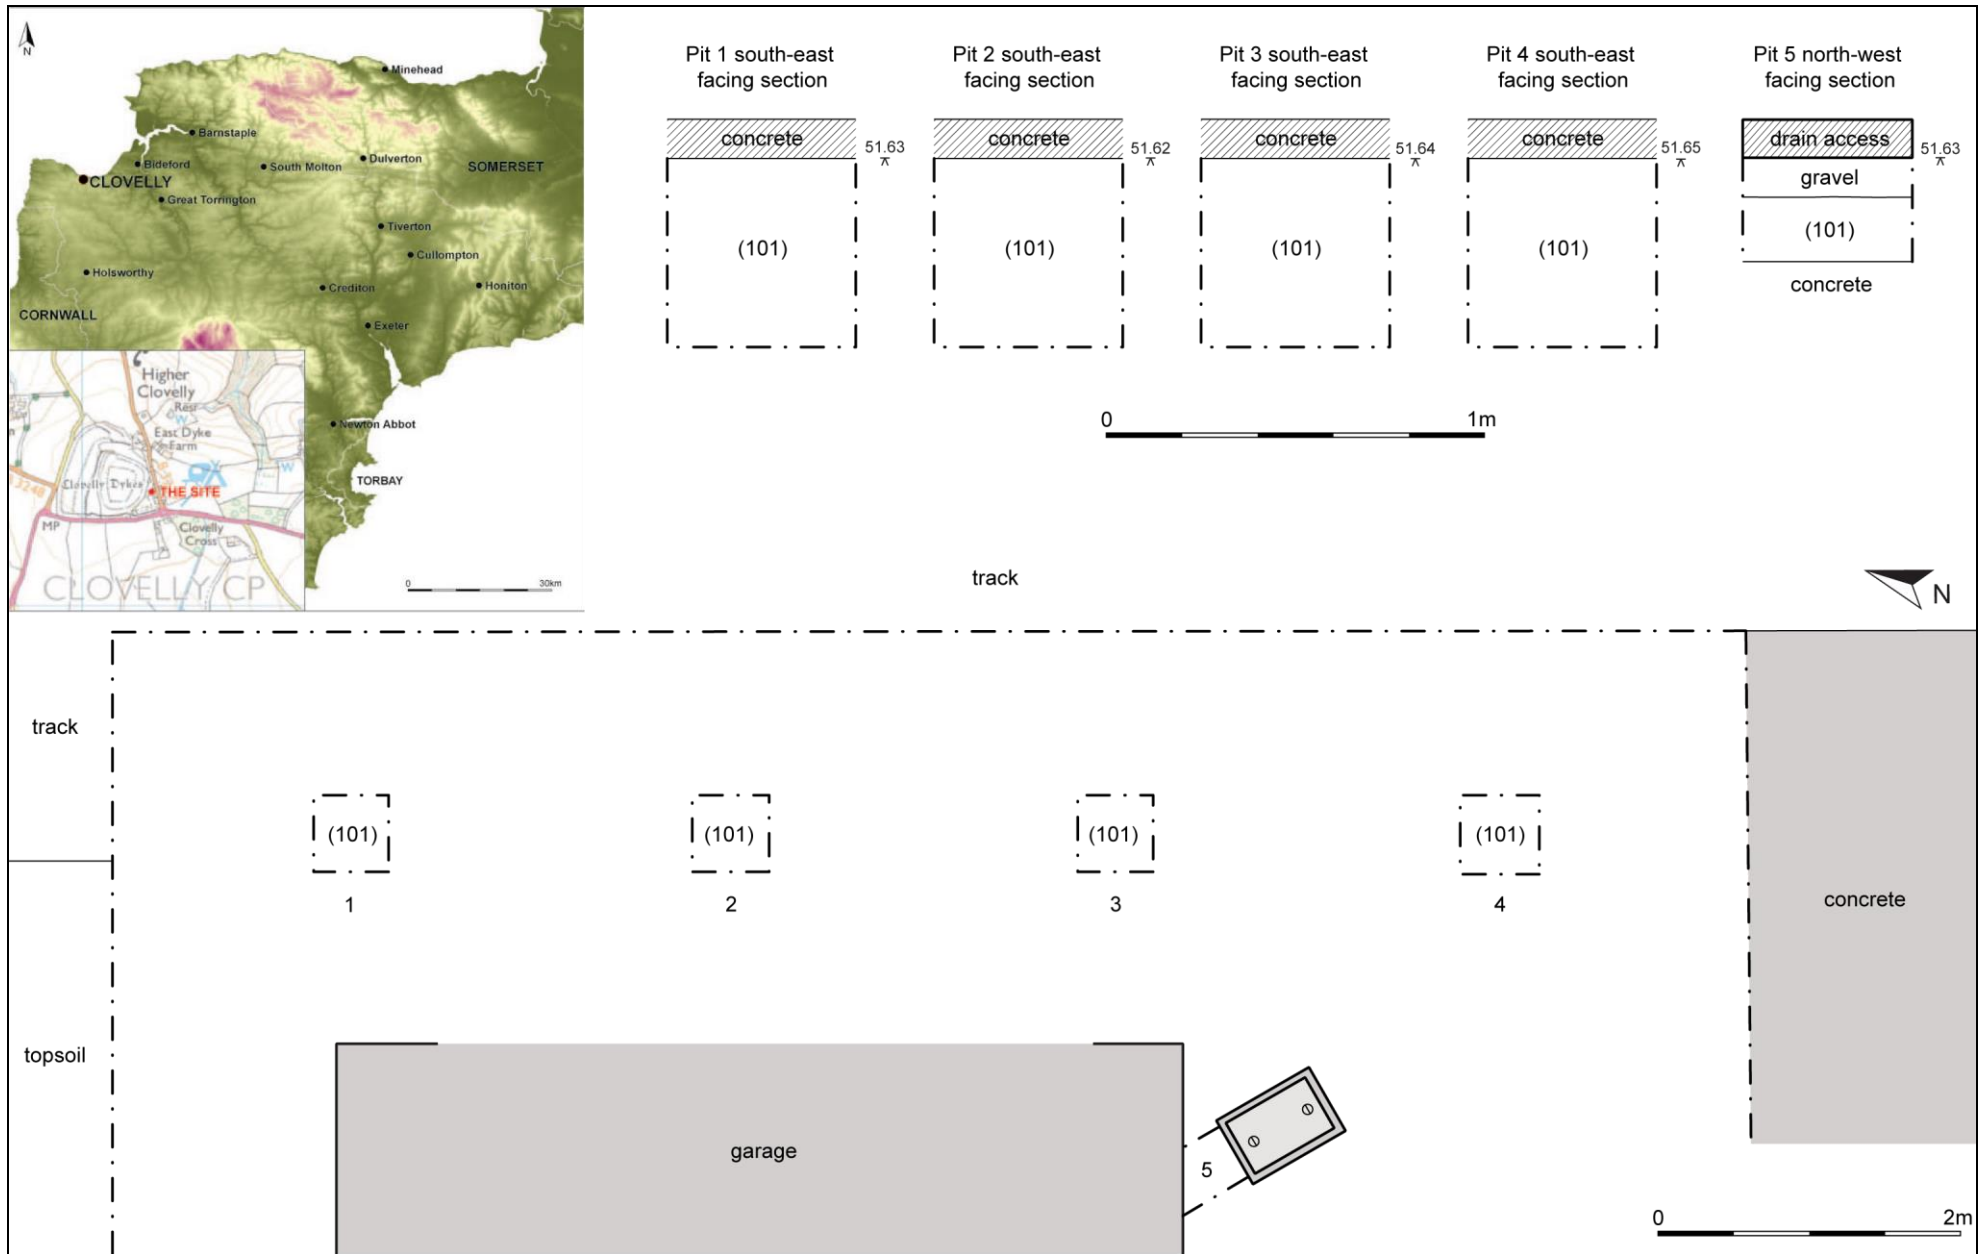 N
Minehead
Barnstaple
Bideford
South Molton
Dulverton
SOMERSET
CLOVELLY
Great Torrington
Tiverton
Cullompton
Holsworthy
Crediton
Honiton
CORNWALL
Exeter
Newton Abbot
TORBAY
0 30km
Higher
Clovelly
Resr
W
East Dyke
Farm
Clovelly Dykes
W
THE SITE
MP
Clovelly
Cross
CLOVELLY CP
Pit 1 south-east
facing section
concrete
51.63
(101)
Pit 2 south-east
facing section
concrete
51.62
(101)
Pit 3 south-east
facing section
concrete
51.64
(101)
Pit 4 south-east
facing section
concrete
51.65
(101)
Pit 5 north-west
facing section
drain access
51.63
gravel
(101)
concrete
0 1m
track
N
track
(101)
1
(101)
2
(101)
3
(101)
4
concrete
topsoil
garage
5
0 2m